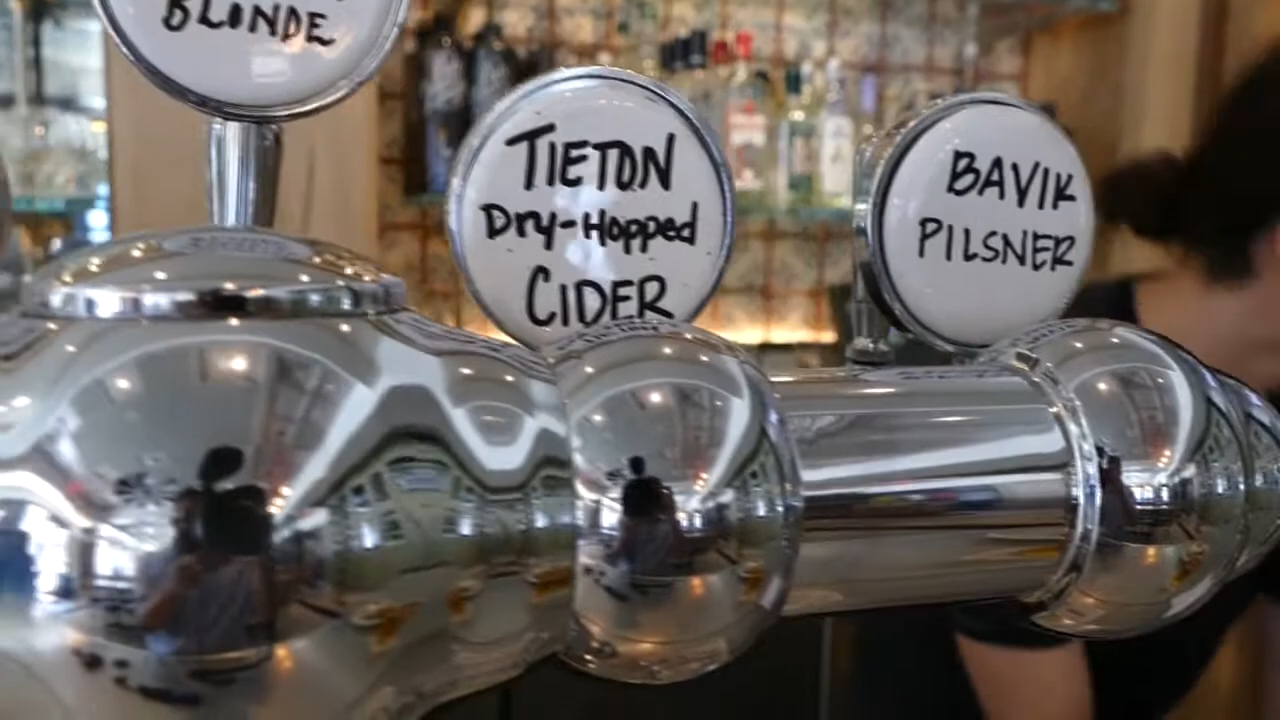 BLONDE
TIETON
Dry-Hopped
CIDER
BAVIK
PILSNER